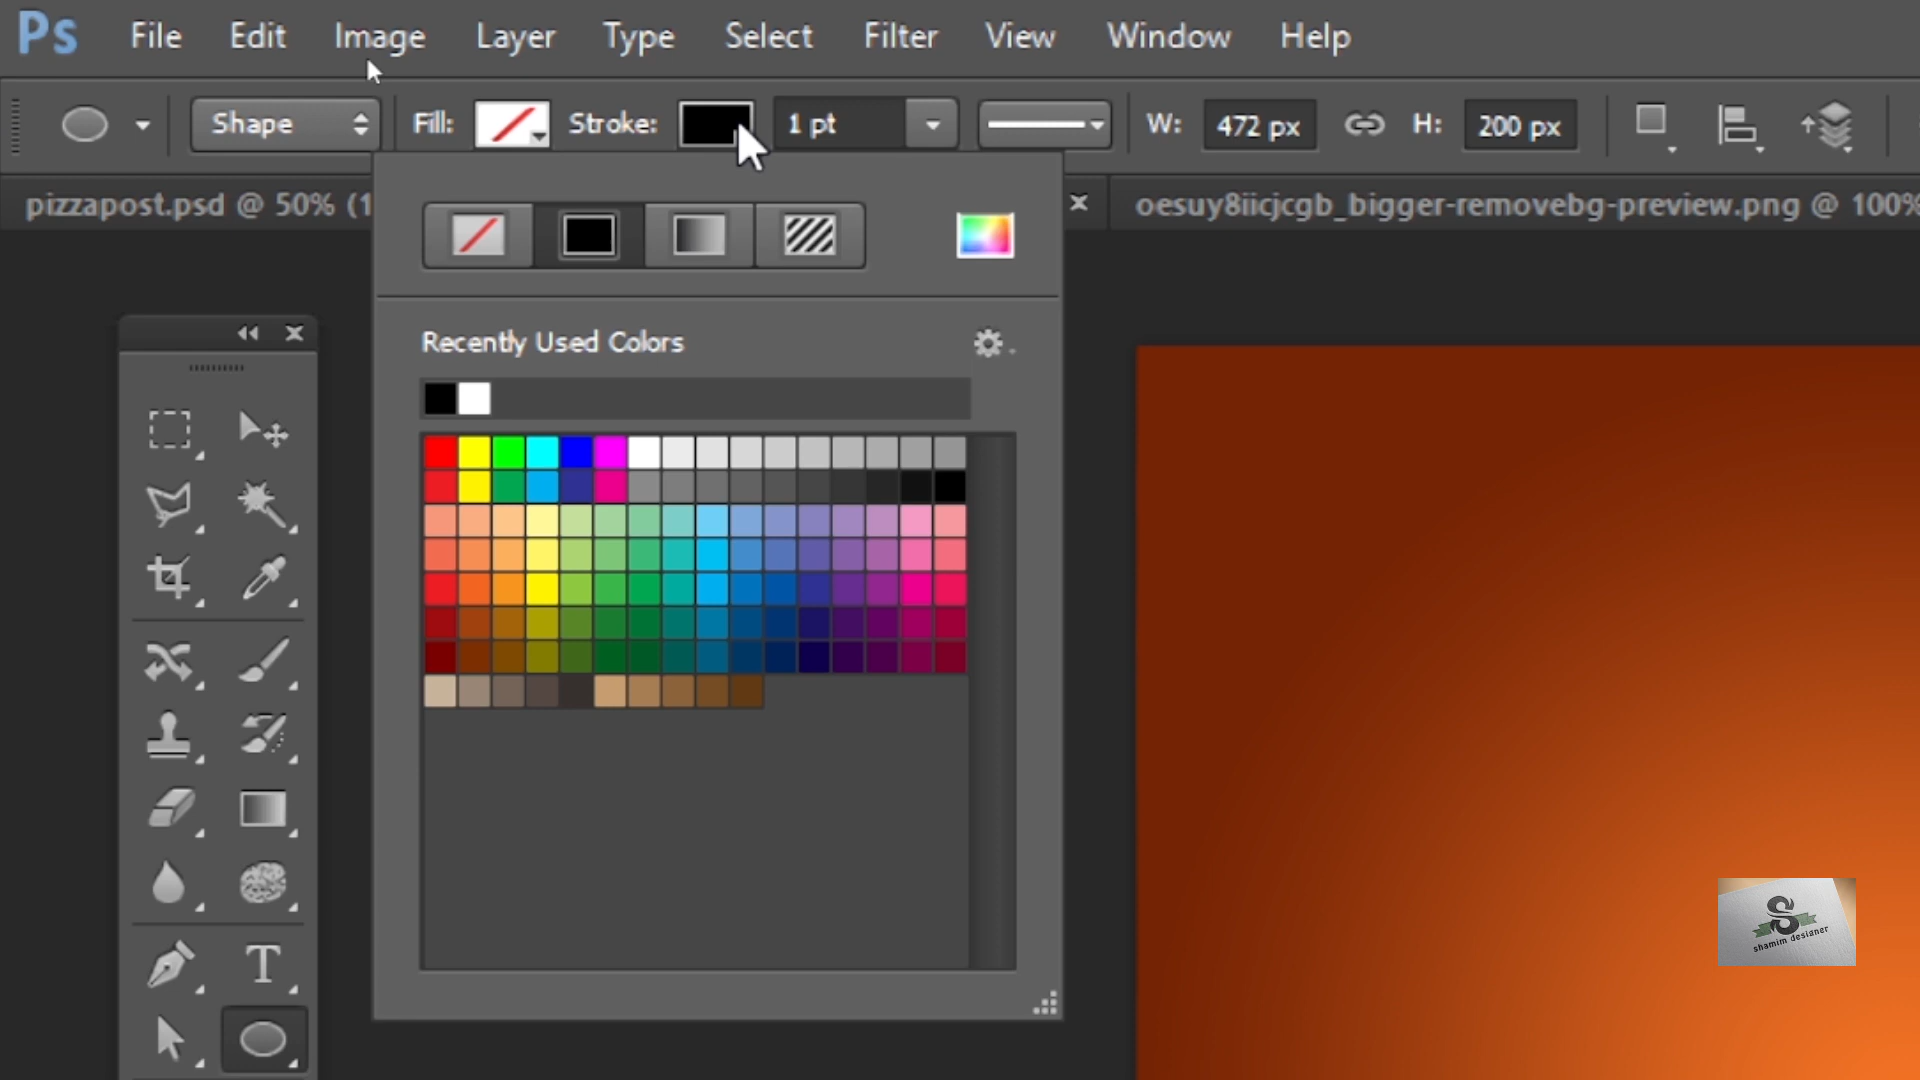 Ps File Edit Image Layer Type Select Filter View Window Help
Shape Fill: Stroke: 1 pt W: 472 px H: 200 px
pizzapost.psd @ 50% (1 oesuy8iicjcgb_bigger-removebg-preview.png @ 100%
Recently Used Colors
T
S
shamim designer